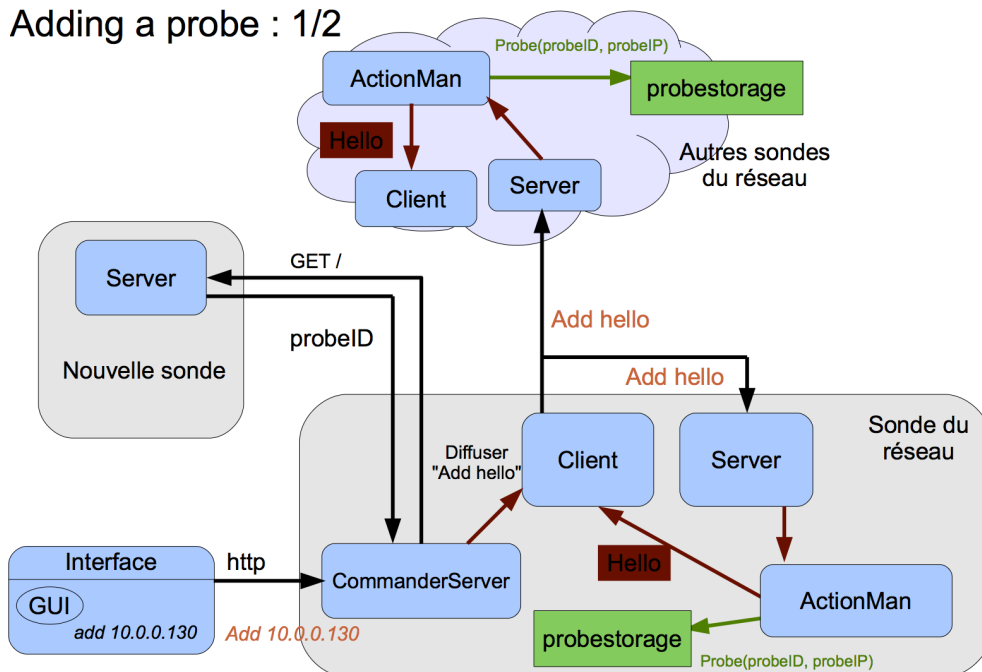 Adding a probe : 1/2
Probe(probeID, probeIP)
ActionMan
probestorage
Hello
Autres sondes
du réseau
Client
Server
GET /
Server
probeID
Nouvelle sonde
Add hello
Add hello
Sonde du
réseau
Diffuser
"Add hello"
Client
Server
Interface
http
CommanderServer
Hello
GUI
ActionMan
add 10.0.0.130
Add 10.0.0.130
probestorage
Probe(probeID, probeIP)